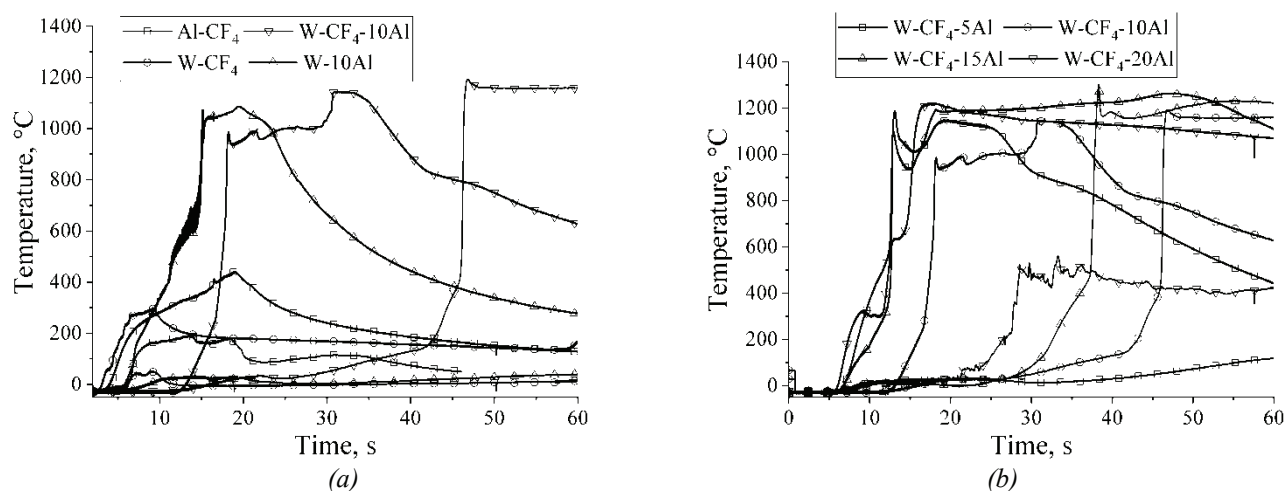 1400
1200
1000
800
600
400
200
0
Temperature, °C
Al-CF₄ W-CF₄-10Al
W-CF₄ W-10Al
10 20 30 40 50 60
Time, s
(a)
1400
1200
1000
800
600
400
200
0
Temperature, °C
W-CF₄-5Al W-CF₄-10Al
W-CF₄-15Al W-CF₄-20Al
0 10 20 30 40 50 60
Time, s
(b)